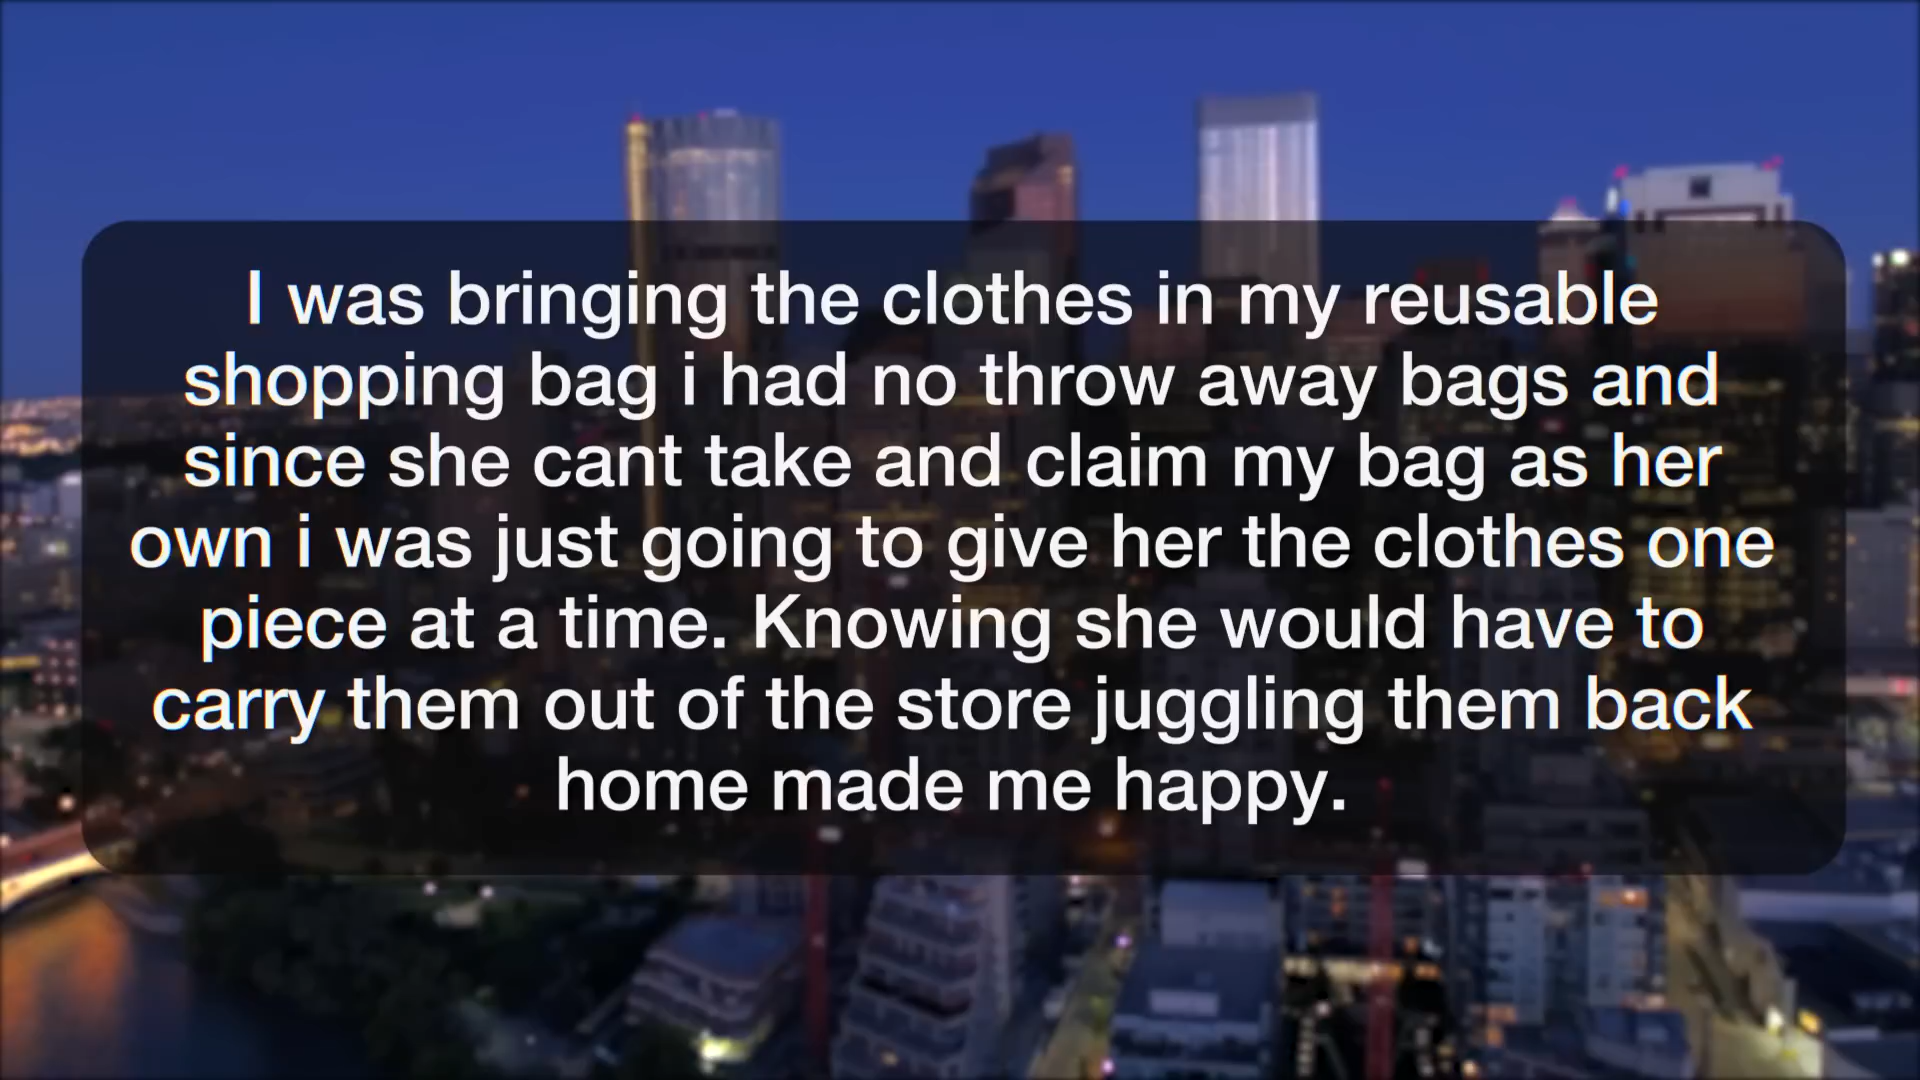 I was bringing the clothes in my reusable
shopping bag i had no throw away bags and
since she cant take and claim my bag as her
own i was just going to give her the clothes one
piece at a time. Knowing she would have to
carry them out of the store juggling them back
home made me happy.